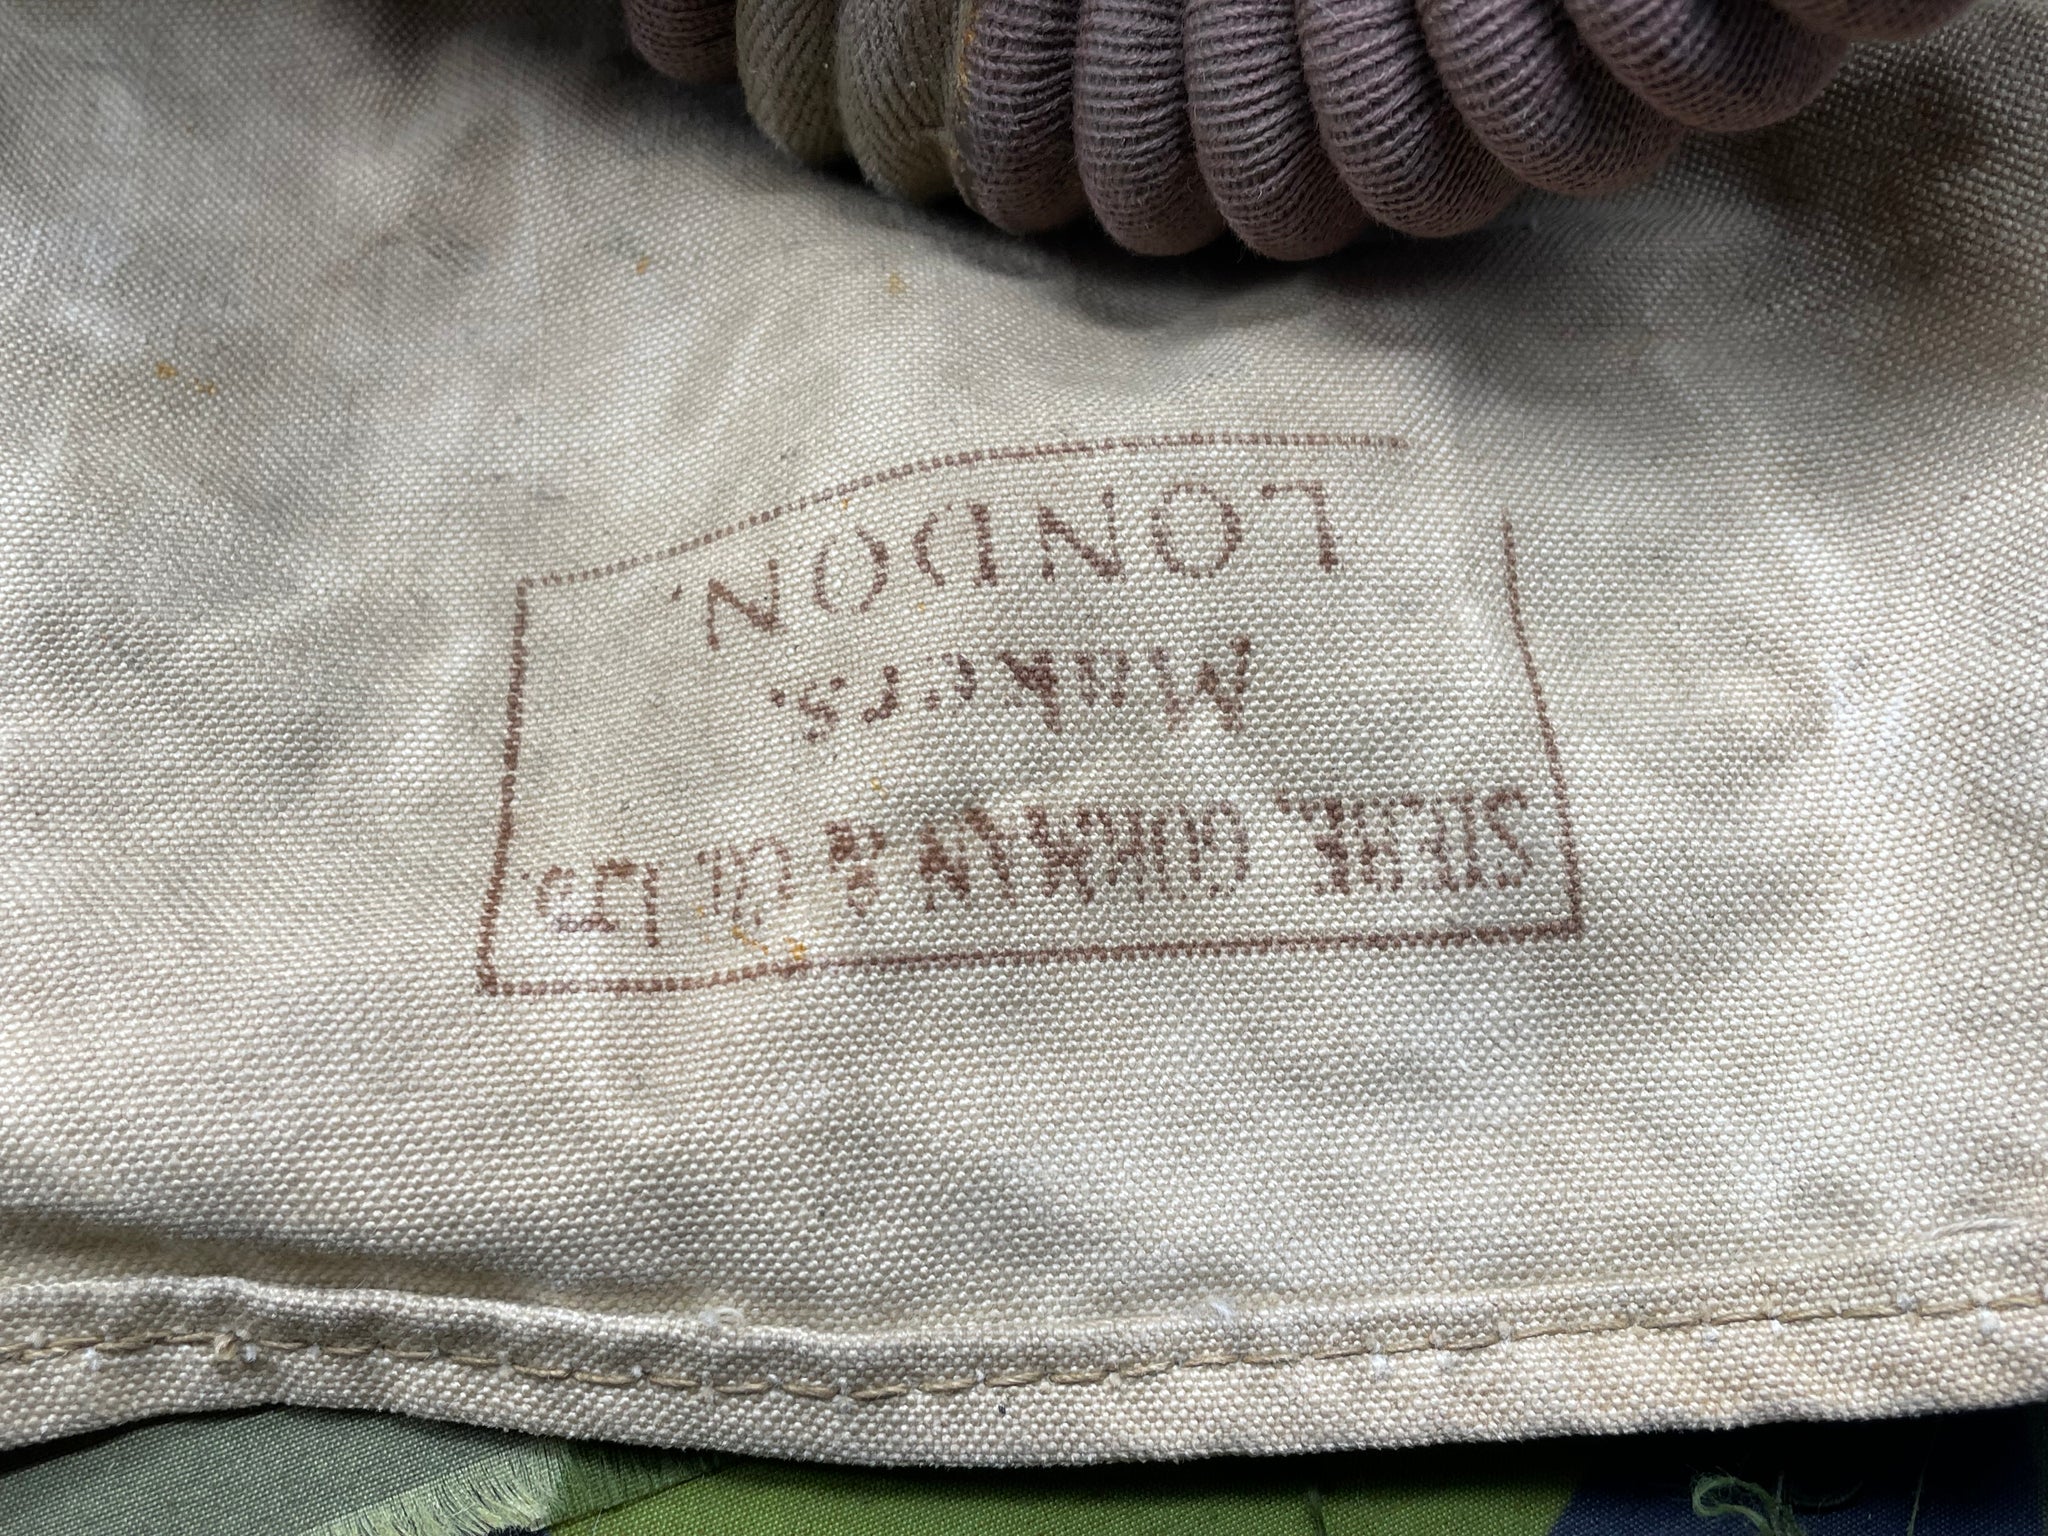 SIEBE, GORMAN & Co. LTD.
MAKERS,
LONDON.